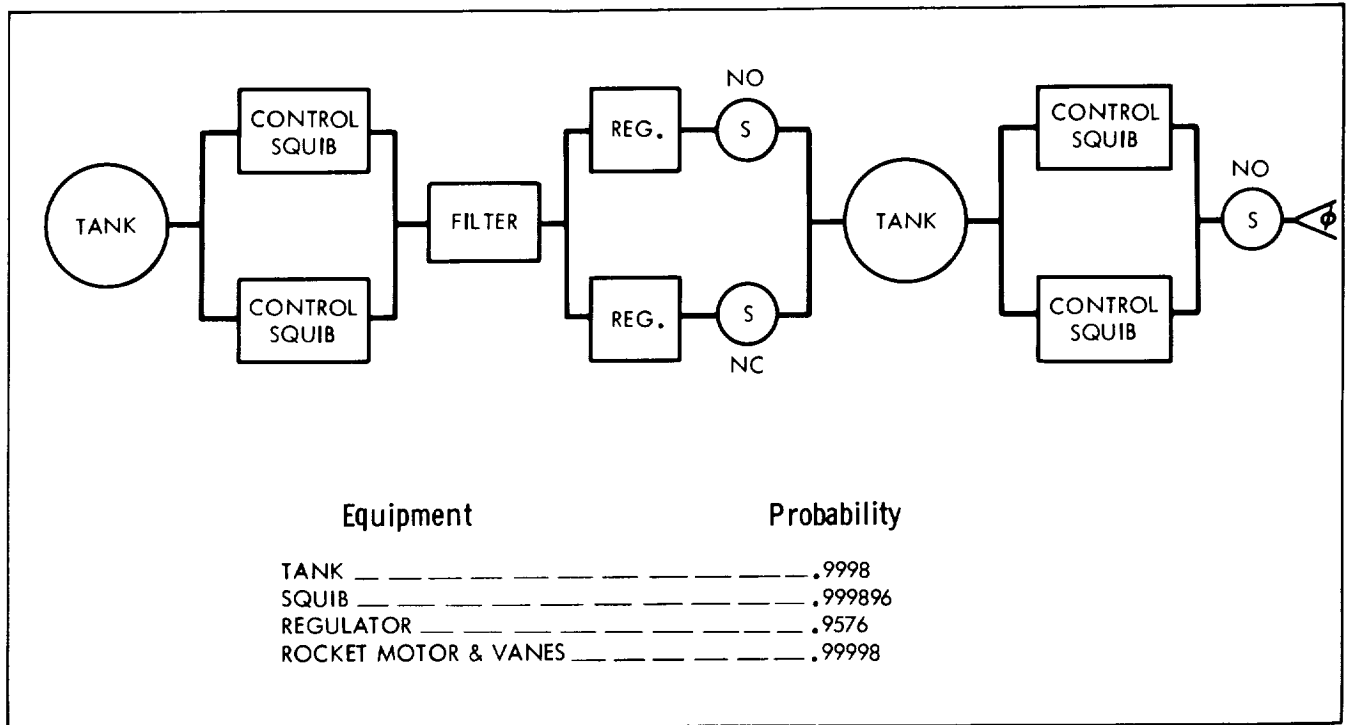 NO
CONTROL
SQUIB
REG.
S
CONTROL
SQUIB
NO
TANK
FILTER
TANK
S
φ
CONTROL
SQUIB
REG.
S
CONTROL
SQUIB
NC
Equipment Probability
TANK .9998
SQUIB .999896
REGULATOR .9576
ROCKET MOTOR & VANES .99998